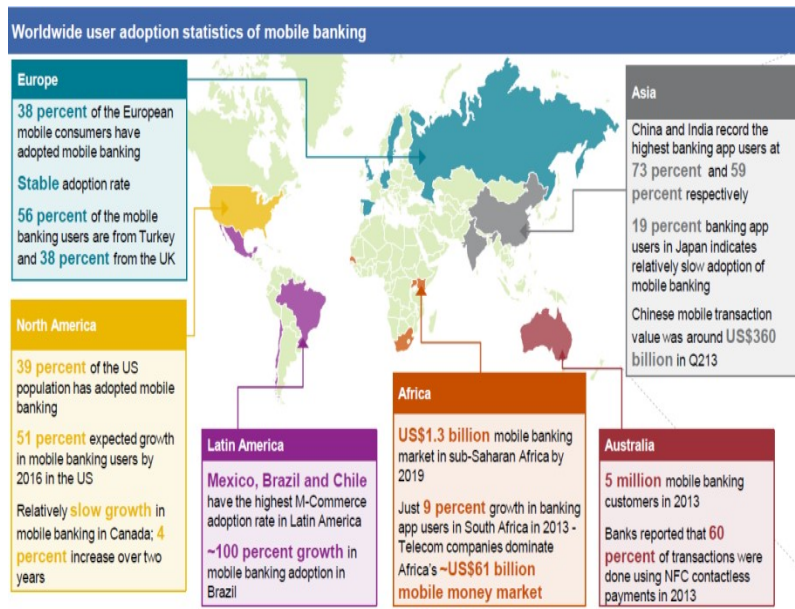 Worldwide user adoption statistics of mobile banking
Europe
38 percent of the European
mobile consumers have
adopted mobile banking
Stable adoption rate
56 percent of the mobile
banking users are from Turkey
and 38 percent from the UK
North America
39 percent of the US
population has adopted mobile
banking
51 percent expected growth
in mobile banking users by
2016 in the US
Relatively slow growth in
mobile banking in Canada; 4
percent increase over two
years
Latin America
Mexico, Brazil and Chile
have the highest M-Commerce
adoption rate in Latin America
~100 percent growth in
mobile banking adoption in
Brazil
Africa
US$1.3 billion mobile banking
market in sub-Saharan Africa by
2019
Just 9 percent growth in banking
app users in South Africa in 2013 -
Telecom companies dominate
Africa's ~US$61 billion
mobile money market
Asia
China and India record the
highest banking app users at
73 percent and 59
percent respectively
19 percent banking app
users in Japan indicates
relatively slow adoption of
mobile banking
Chinese mobile transaction
value was around US$360
billion in Q213
Australia
5 million mobile banking
customers in 2013
Banks reported that 60
percent of transactions were
done using NFC contactless
payments in 2013